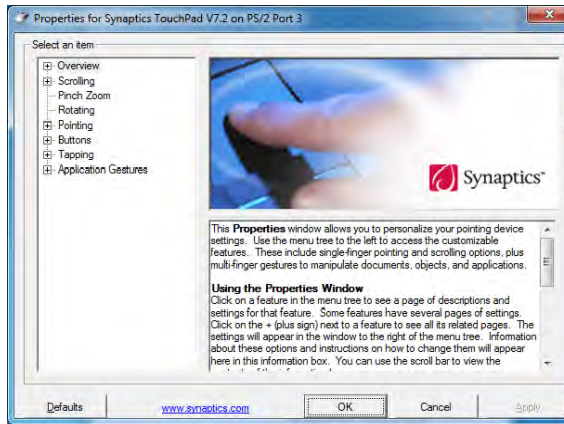 Properties for Synaptics TouchPad V7.2 on PS/2 Port 3
Select an item
Overview
Scrolling
Pinch Zoom
Rotating
Pointing
Buttons
Tapping
Application Gestures
Synaptics™
This Properties window allows you to personalize your pointing device
settings. Use the menu tree to the left to access the customizable
features. These include single-finger pointing and scrolling options, plus
multi-finger gestures to manipulate documents, objects, and applications.
Using the Properties Window
Click on a feature in the menu tree to see a page of descriptions and
settings for that feature. Some features have several pages of settings.
Click on the + (plus sign) next to a feature to see all its related pages. The
settings will appear in the window to the right of the menu tree. Information
about these options and instructions on how to change them will appear
here in this information box. You can use the scroll bar to view the
Defaults
www.synaptics.com
OK
Cancel
Apply